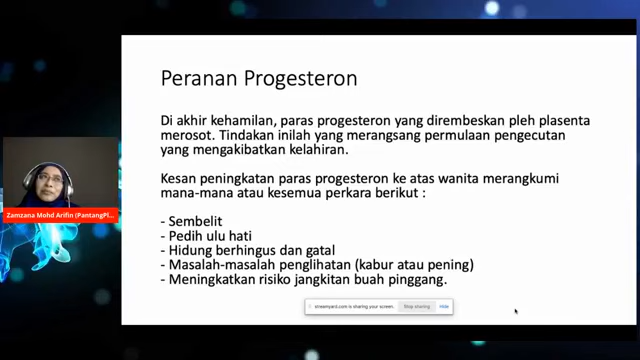 Peranan Progesteron
Di akhir kehamilan, paras progesteron yang dirembeskan pleh plasenta
merosot. Tindakan inilah yang merangsang permulaan pengecutan
yang mengakibatkan kelahiran.
Kesan peningkatan paras progesteron ke atas wanita merangkumi
mana-mana atau kesemua perkara berikut :
- Sembelit
- Pedih ulu hati
- Hidung berhingus dan gatal
- Masalah-masalah penglihatan (kabur atau pening)
- Meningkatkan risiko jangkitan buah pinggang.
Zamzana Mohd Arifin (PantangPl...
streamyard.com is sharing your screen.
Stop sharing
Hide